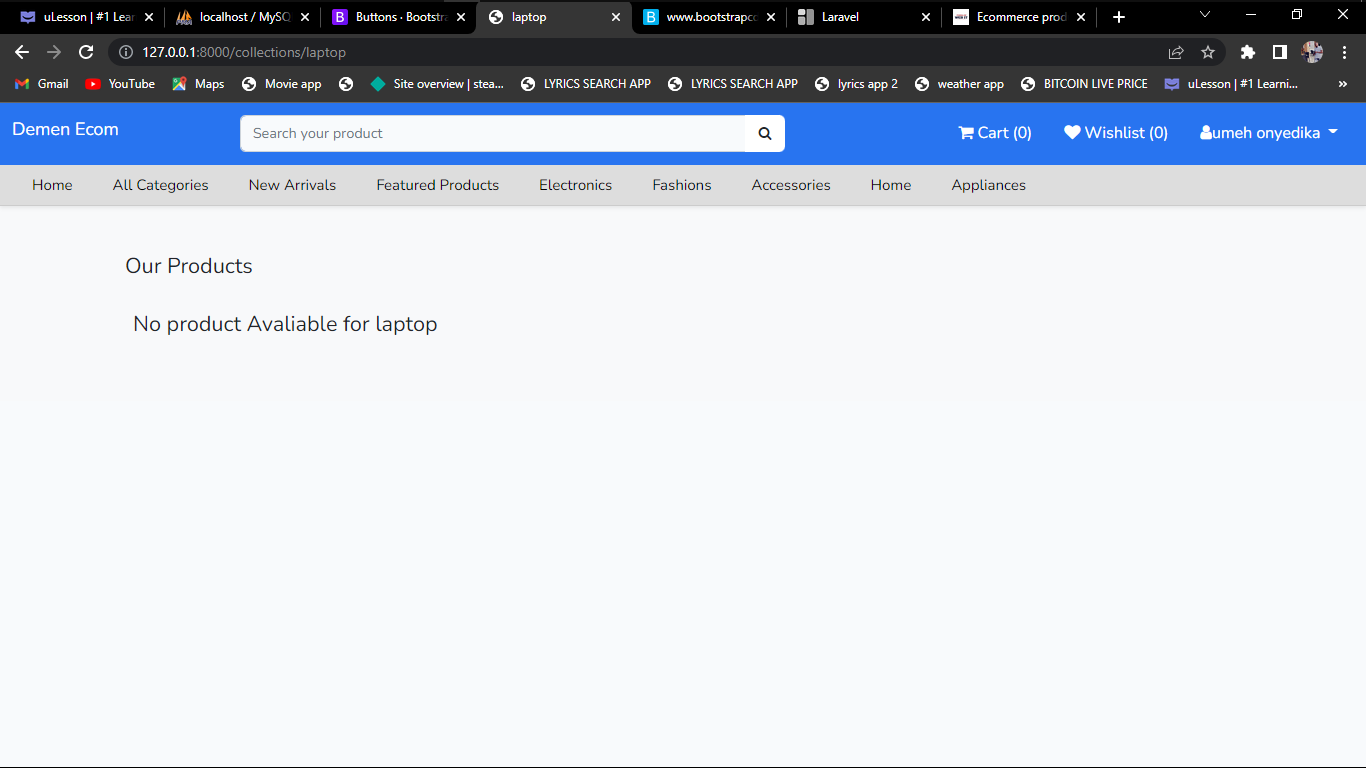 uLesson | #1 Lear
localhost / MySQ
Buttons · Bootstra
laptop
www.bootstrapco
Laravel
Ecommerce prod
127.0.0.1:8000/collections/laptop
Gmail YouTube Maps Movie app Site overview | stea... LYRICS SEARCH APP LYRICS SEARCH APP lyrics app 2 weather app BITCOIN LIVE PRICE uLesson | #1 Learni... »
Demen Ecom
Search your product
Cart (0) Wishlist (0) umeh onyedika
Home All Categories New Arrivals Featured Products Electronics Fashions Accessories Home Appliances
Our Products
No product Avaliable for laptop